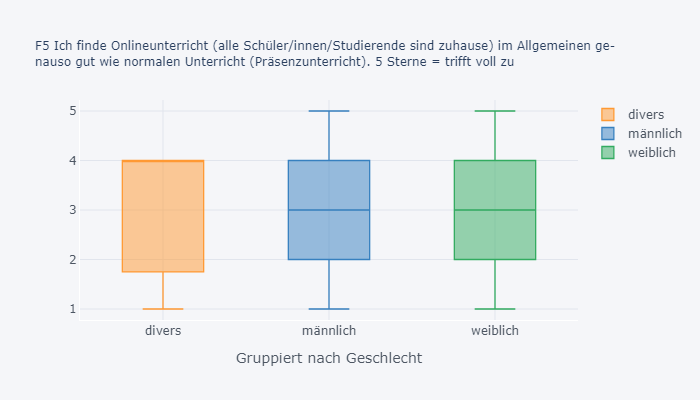 F5 Ich finde Onlineunterricht (alle Schüler/innen/Studierende sind zuhause) im Allgemeinen ge-
nauso gut wie normalen Unterricht (Präsenzunterricht). 5 Sterne = trifft voll zu
5
4
3
2
1
divers
männlich
weiblich
Gruppiert nach Geschlecht
divers
männlich
weiblich